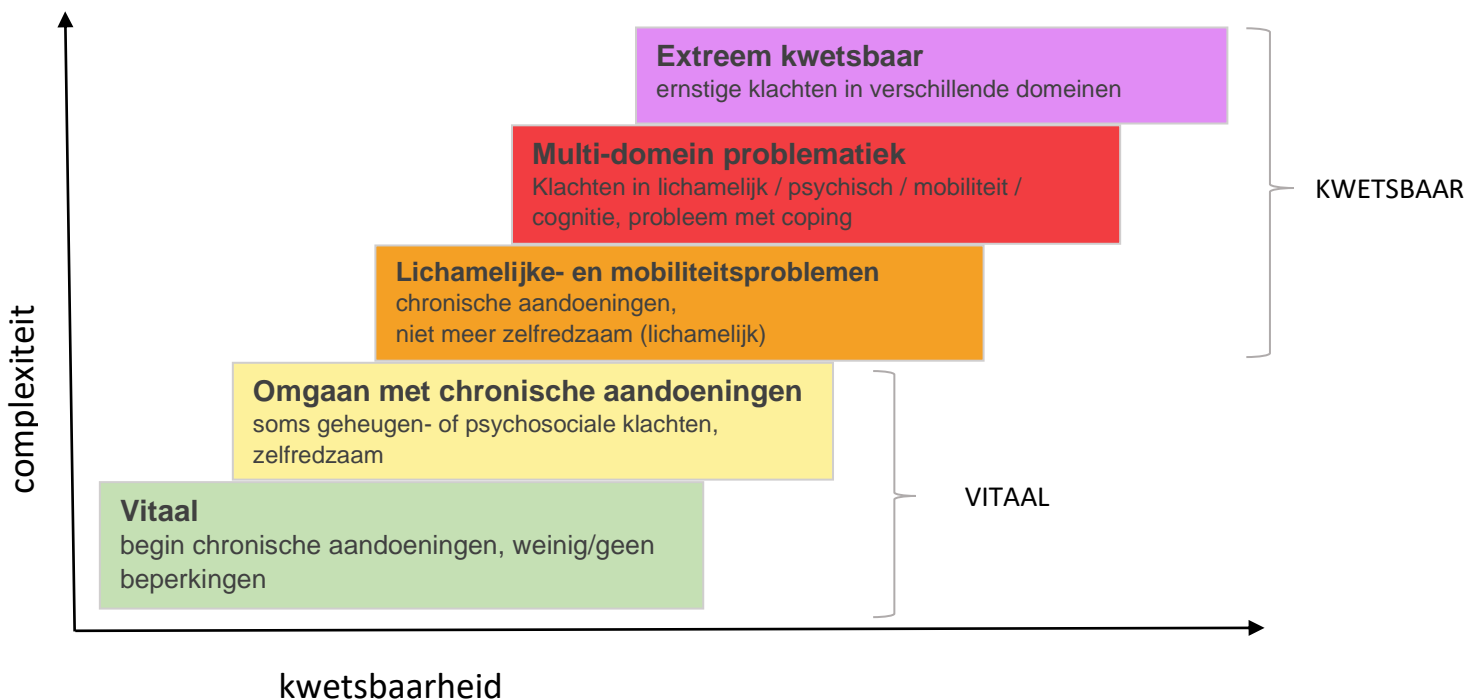 Extreem kwetsbaar
ernstige klachten in verschillende domeinen
Multi-domein problematiek
Klachten in lichamelijk / psychisch / mobiliteit /
cognitie, probleem met coping
KWETSBAAR
Lichamelijke- en mobiliteitsproblemen
chronische aandoeningen,
niet meer zelfredzaam (lichamelijk)
complexiteit
Omgaan met chronische aandoeningen
soms geheugen- of psychosociale klachten,
zelfredzaam
VITAAL
Vitaal
begin chronische aandoeningen, weinig/geen
beperkingen
kwetsbaarheid